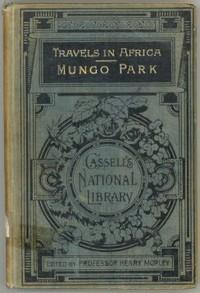 TRAVELS IN AFRICA
MUNGO PARK
CASSELL'S
NATIONAL
LIBRARY
EDITED BY PROFESSOR HENRY MORLEY